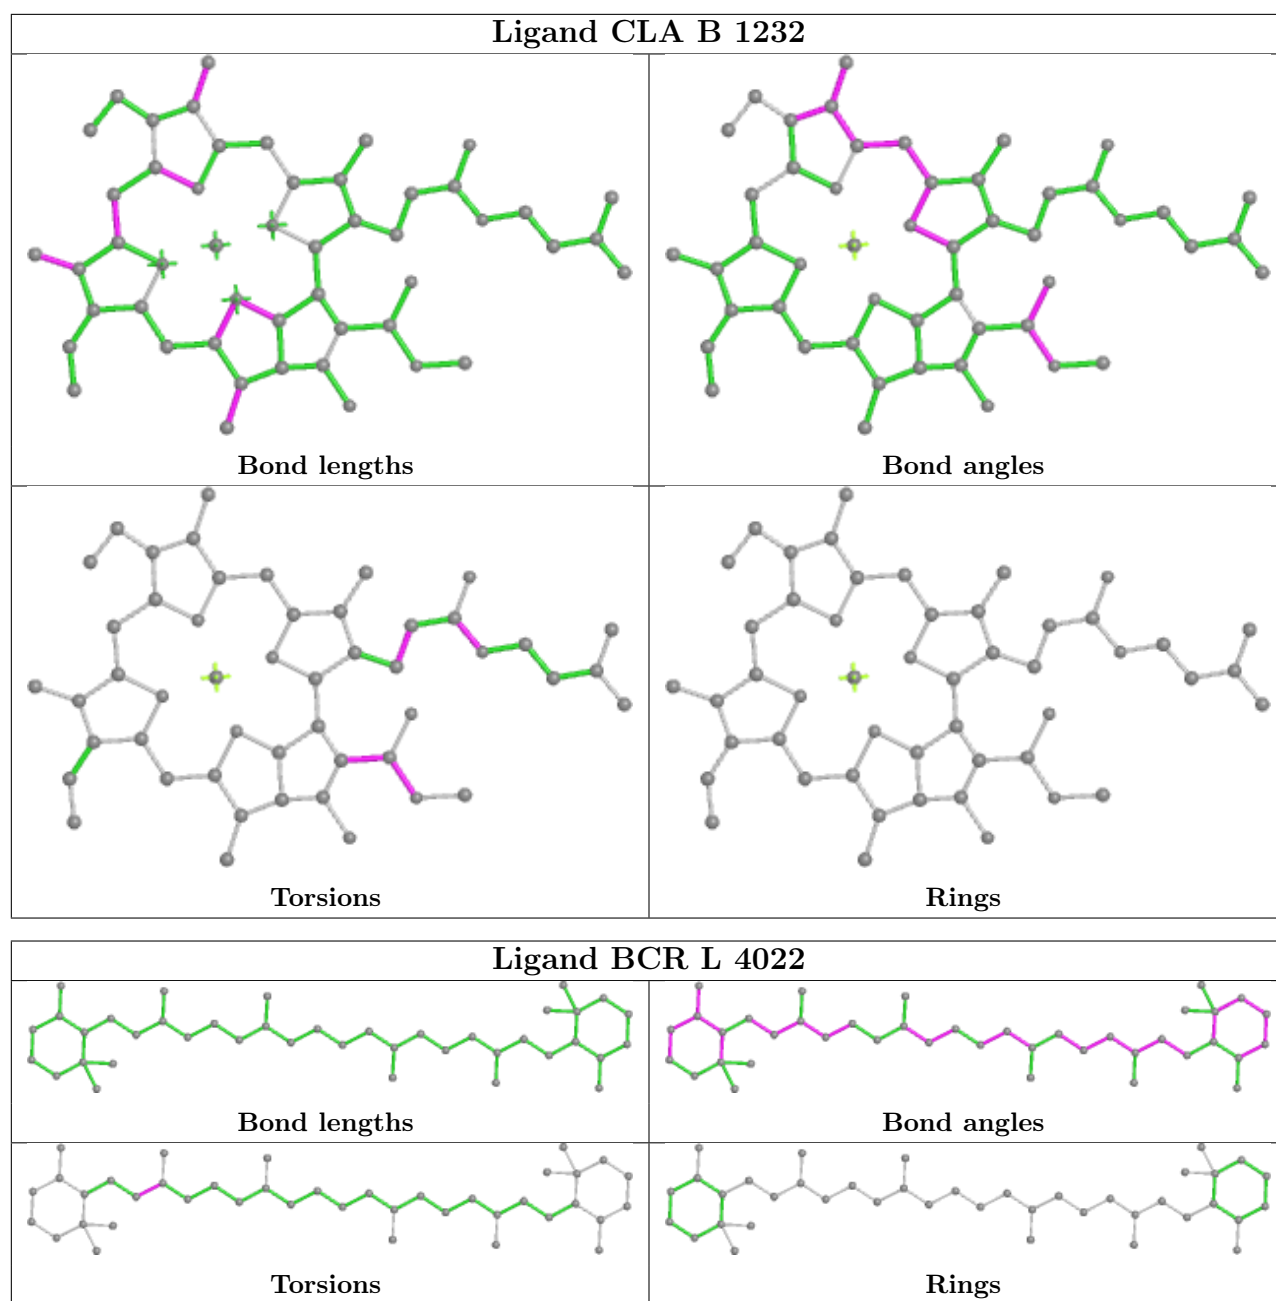 Ligand CLA B 1232
Bond lengths
Bond angles
Torsions
Rings
Ligand BCR L 4022
Bond lengths
Bond angles
Torsions
Rings